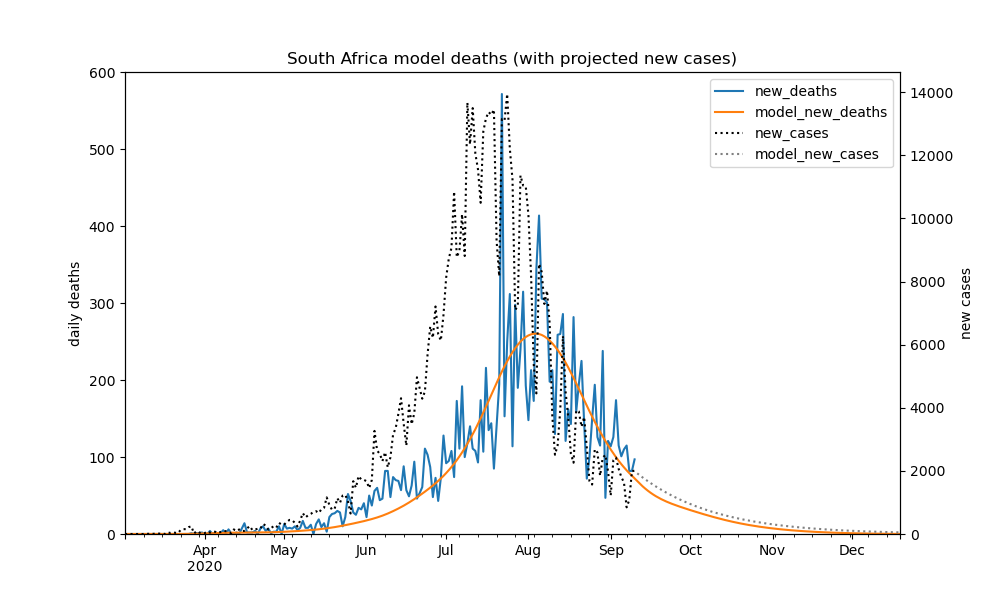 South Africa model deaths (with projected new cases)
600
500
400
300
200
100
0
daily deaths
14000
12000
10000
8000
6000
4000
2000
0
new cases
new_deaths
model_new_deaths
new_cases
model_new_cases
Apr May Jun Jul Aug Sep Oct Nov Dec
2020